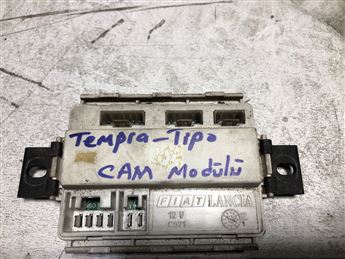 Tempra-Tipo
CAM Modülü
FIAT LANCIA
12 V